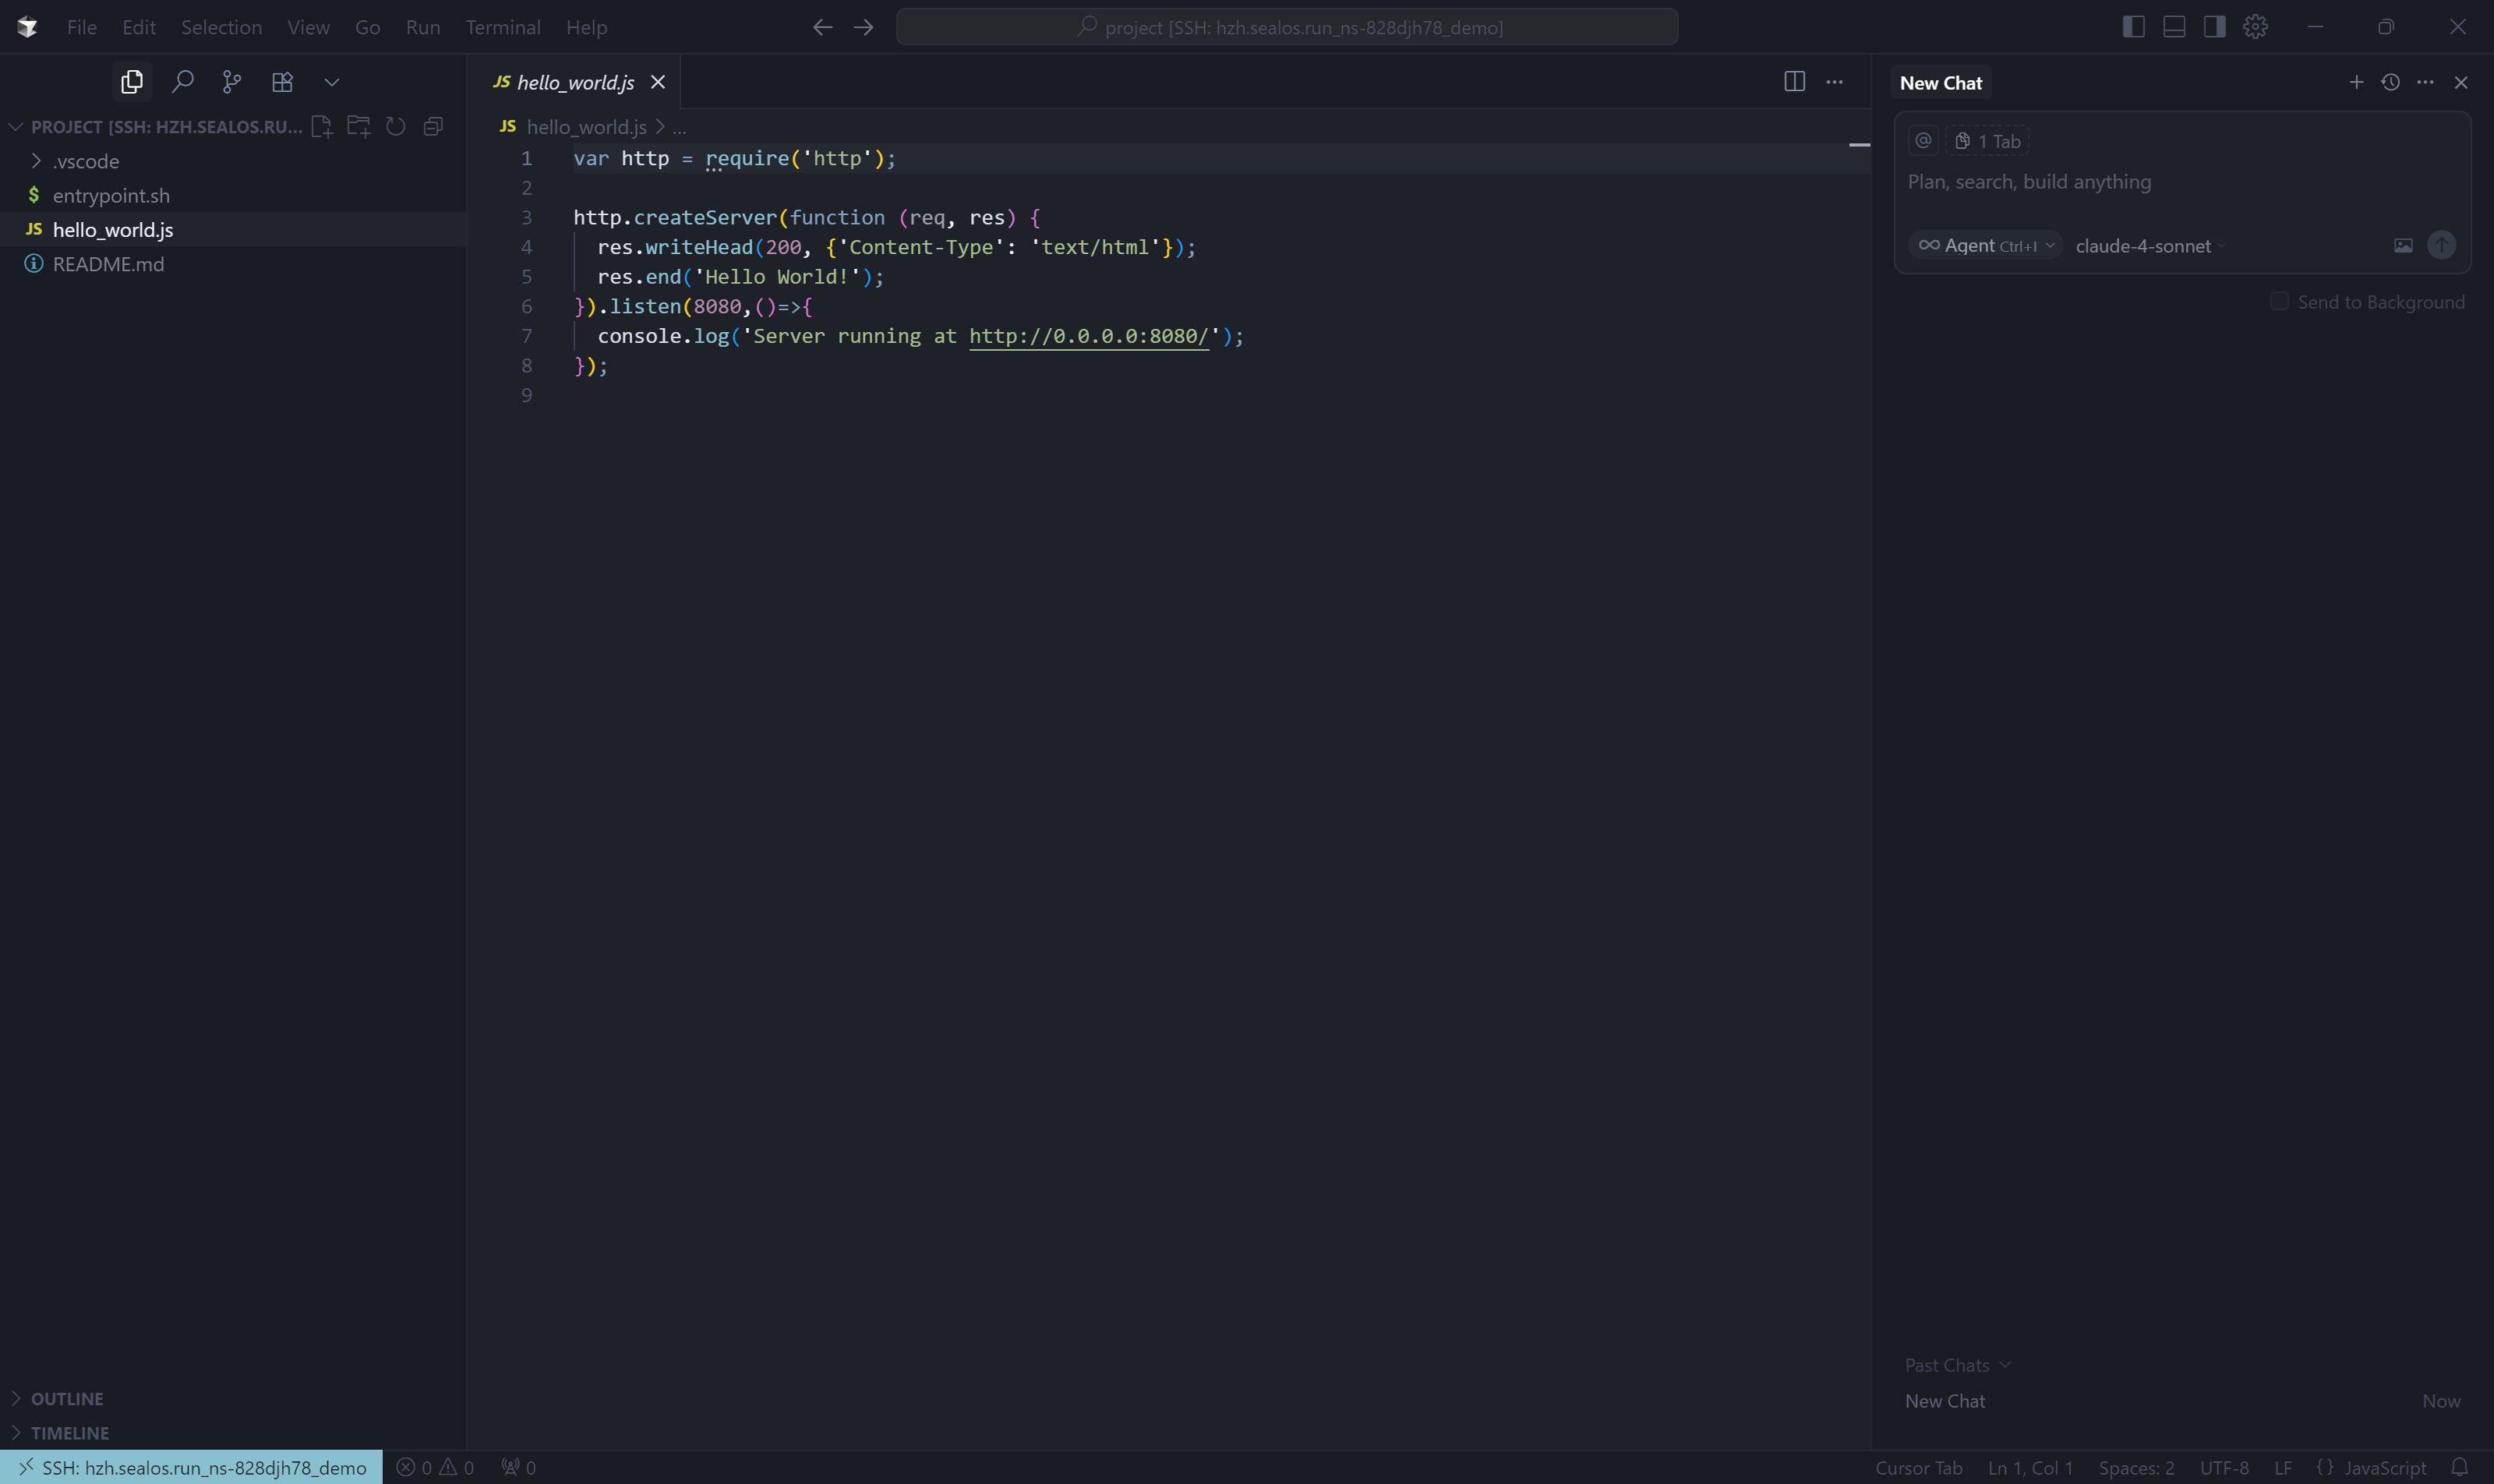 File Edit Selection View Go Run Terminal Help
project [SSH: hzh.sealos.run_ns-828djh78_demo]
PROJECT [SSH: HZH.SEALOS.RU...
.vscode
$ entrypoint.sh
JS hello_world.js
README.md
OUTLINE
TIMELINE
JS hello_world.js
JS hello_world.js > ...
1 var http = require('http');
2
3 http.createServer(function (req, res) {
4 res.writeHead(200, {'Content-Type': 'text/html'});
5 res.end('Hello World!');
6 }).listen(8080,()=>{
7 console.log('Server running at http://0.0.0.0:8080/');
8 });
9
New Chat
@ 1 Tab
Plan, search, build anything
Agent Ctrl+I claude-4-sonnet
Send to Background
Past Chats
New Chat Now
SSH: hzh.sealos.run_ns-828djh78_demo 0 0 0 Cursor Tab Ln 1, Col 1 Spaces: 2 UTF-8 LF {} JavaScript